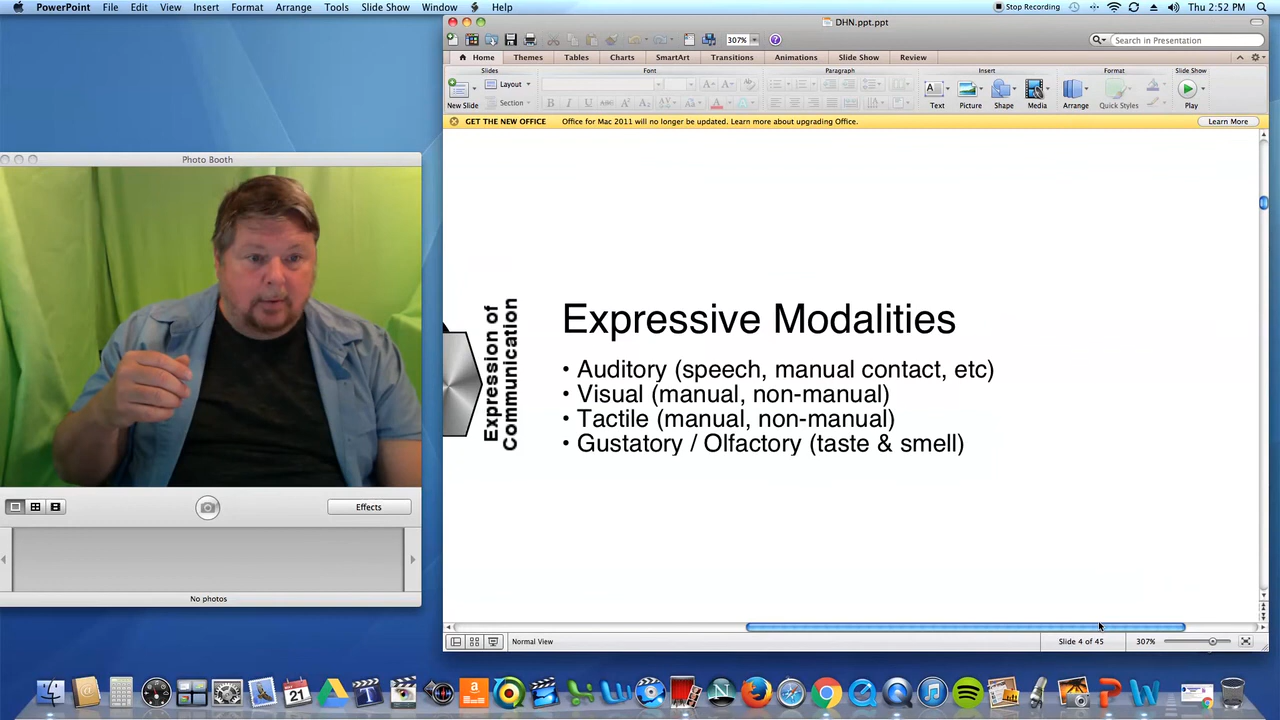 PowerPoint File Edit View Insert Format Arrange Tools Slide Show Window Help
Stop Recording Thu 2:52 PM
DHN.ppt.ppt
307% Search in Presentation
Home Themes Tables Charts SmartArt Transitions Animations Slide Show Review
Slides Font Paragraph Insert Format Slide Show
New Slide Layout Section Text Picture Shape Media Arrange Quick Styles Play
GET THE NEW OFFICE Office for Mac 2011 will no longer be updated. Learn more about upgrading Office. Learn More
Photo Booth
Effects
No photos
Expression of
Communication
Expressive Modalities
• Auditory (speech, manual contact, etc)
• Visual (manual, non-manual)
• Tactile (manual, non-manual)
• Gustatory / Olfactory (taste & smell)
Normal View Slide 4 of 45 307%
21